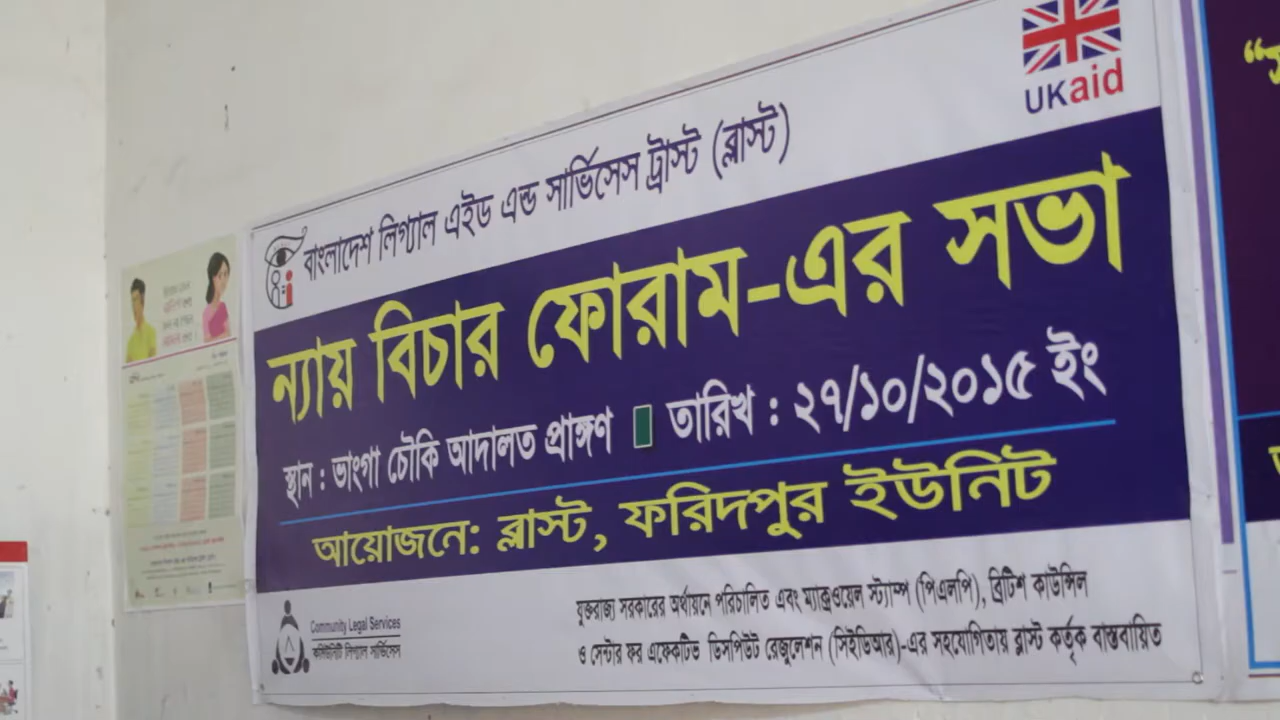 UKaid
বাংলাদেশ লিগ্যাল এইড এন্ড সার্ভিসেস ট্রাস্ট (ব্লাস্ট)
ন্যায় বিচার ফোরাম-এর সভা
স্থান : ভাংগা চৌকি আদালত প্রাঙ্গণ তারিখ : ২৭/১০/২০১৫ ইং
আয়োজনে: ব্লাস্ট, ফরিদপুর ইউনিট
Community Legal Services
কমিউনিটি লিগ্যাল সার্ভিসেস
যুক্তরাজ্য সরকারের অর্থায়নে পরিচালিত এবং ম্যাক্সওয়েল স্ট্যাম্প (পিএলপি), ব্রিটিশ কাউন্সিল
ও সেন্টার ফর এফেকটিভ ডিসপিউট রেজুলেশন (সিইডিআর)-এর সহযোগিতায় ব্লাস্ট কর্তৃক বাস্তবায়িত